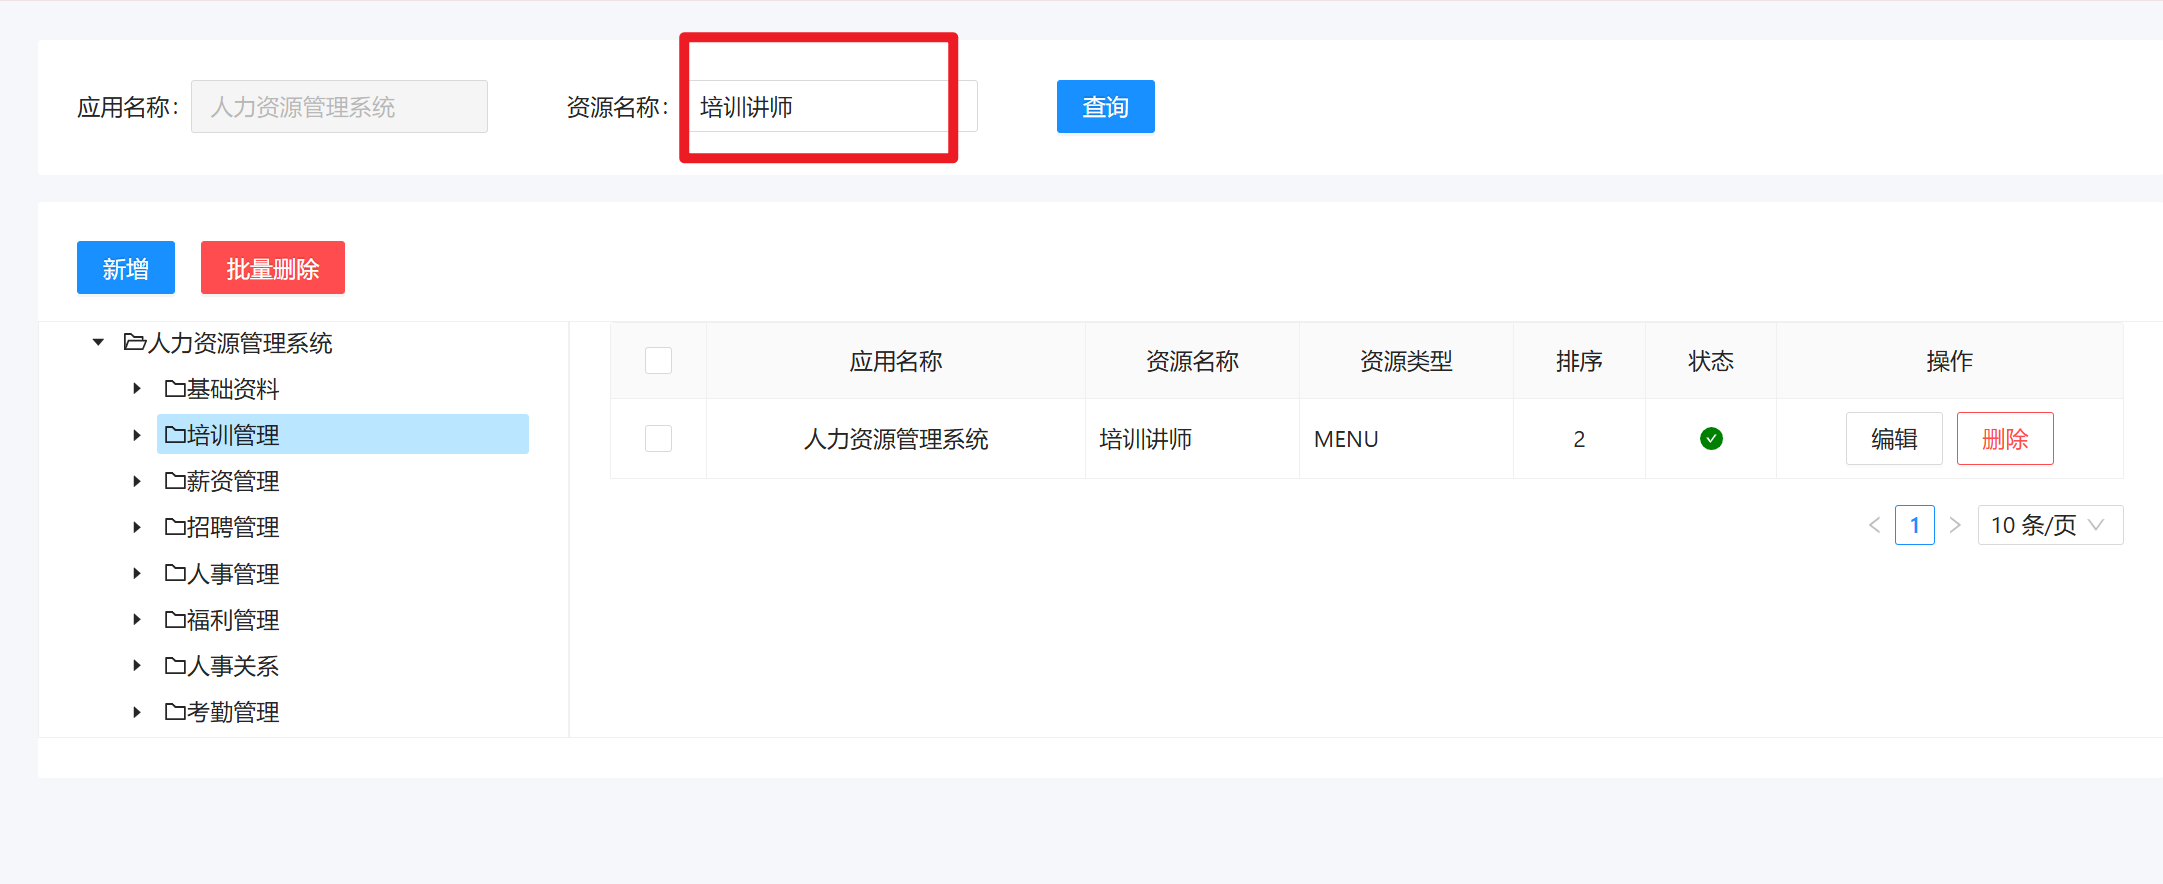 应用名称: 人力资源管理系统 资源名称: 培训讲师 查询
新增 批量删除
人力资源管理系统
基础资料
培训管理
薪资管理
招聘管理
人事管理
福利管理
人事关系
考勤管理
应用名称 资源名称 资源类型 排序 状态 操作
人力资源管理系统 培训讲师 MENU 2 编辑 删除
1 10 条/页